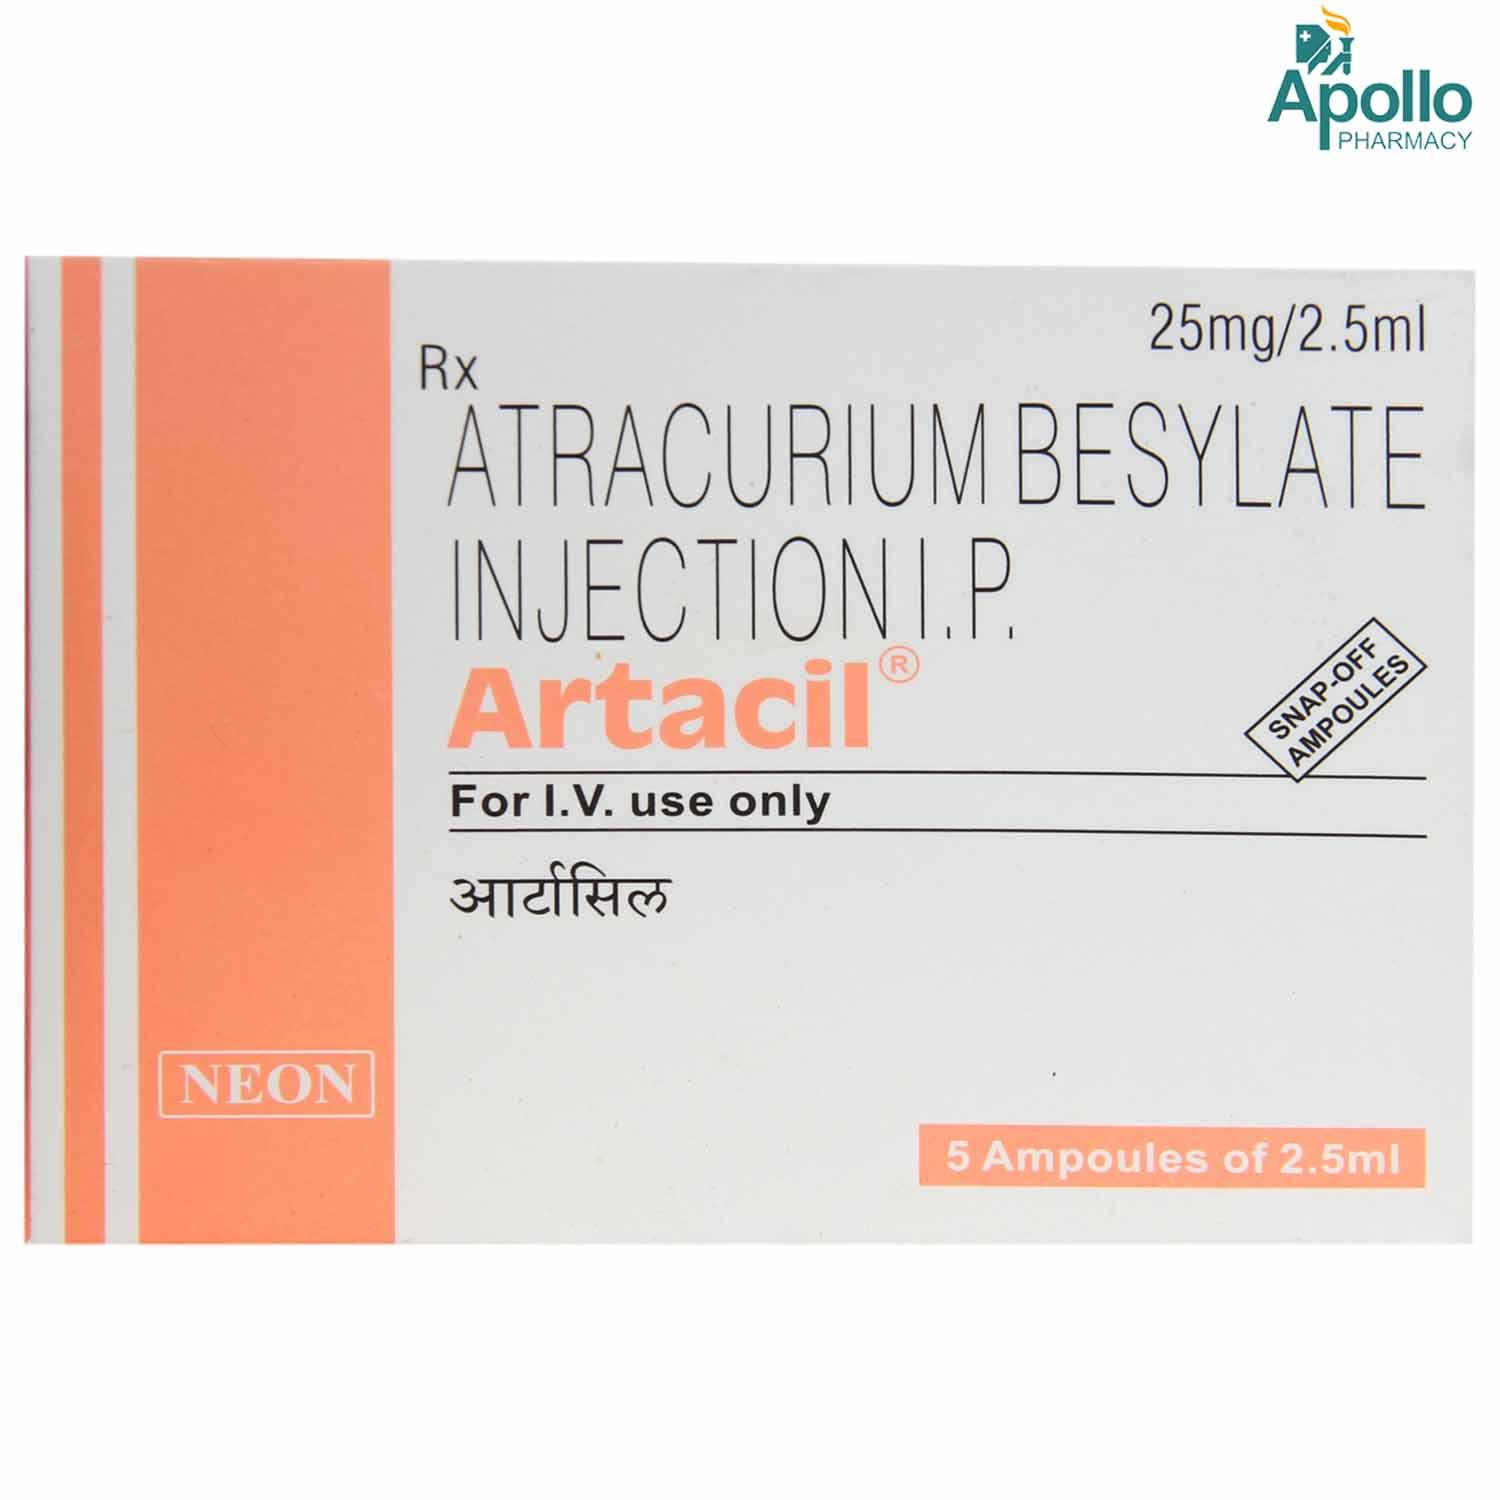 Apollo
PHARMACY
25mg/2.5ml
Rx
ATRACURIUM BESYLATE
INJECTION I.P.
Artacil®
SNAP-OFF
AMPOULES
For I.V. use only
आर्टासिल
NEON
5 Ampoules of 2.5ml